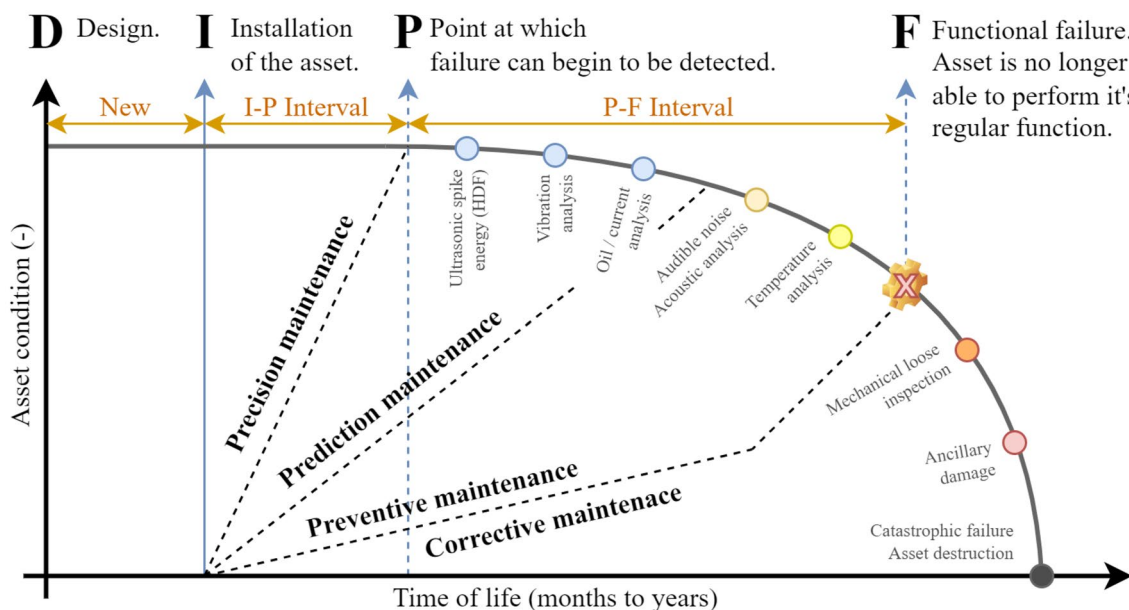 D Design.
I Installation
of the asset.
P Point at which
failure can begin to be detected.
F Functional failure.
Asset is no longer
able to perform it's
regular function.
New
I-P Interval
P-F Interval
Asset condition (-)
Ultrasonic spike
energy (HDF)
Vibration
analysis
Oil / current
analysis
Audible noise
Acoustic analysis
Temperature
analysis
X
Mechanical loose
inspection
Ancillary
damage
Catastrophic failure
Asset destruction
Precision maintenance
Prediction maintenance
Preventive maintenance
Corrective maintenace
Time of life (months to years)